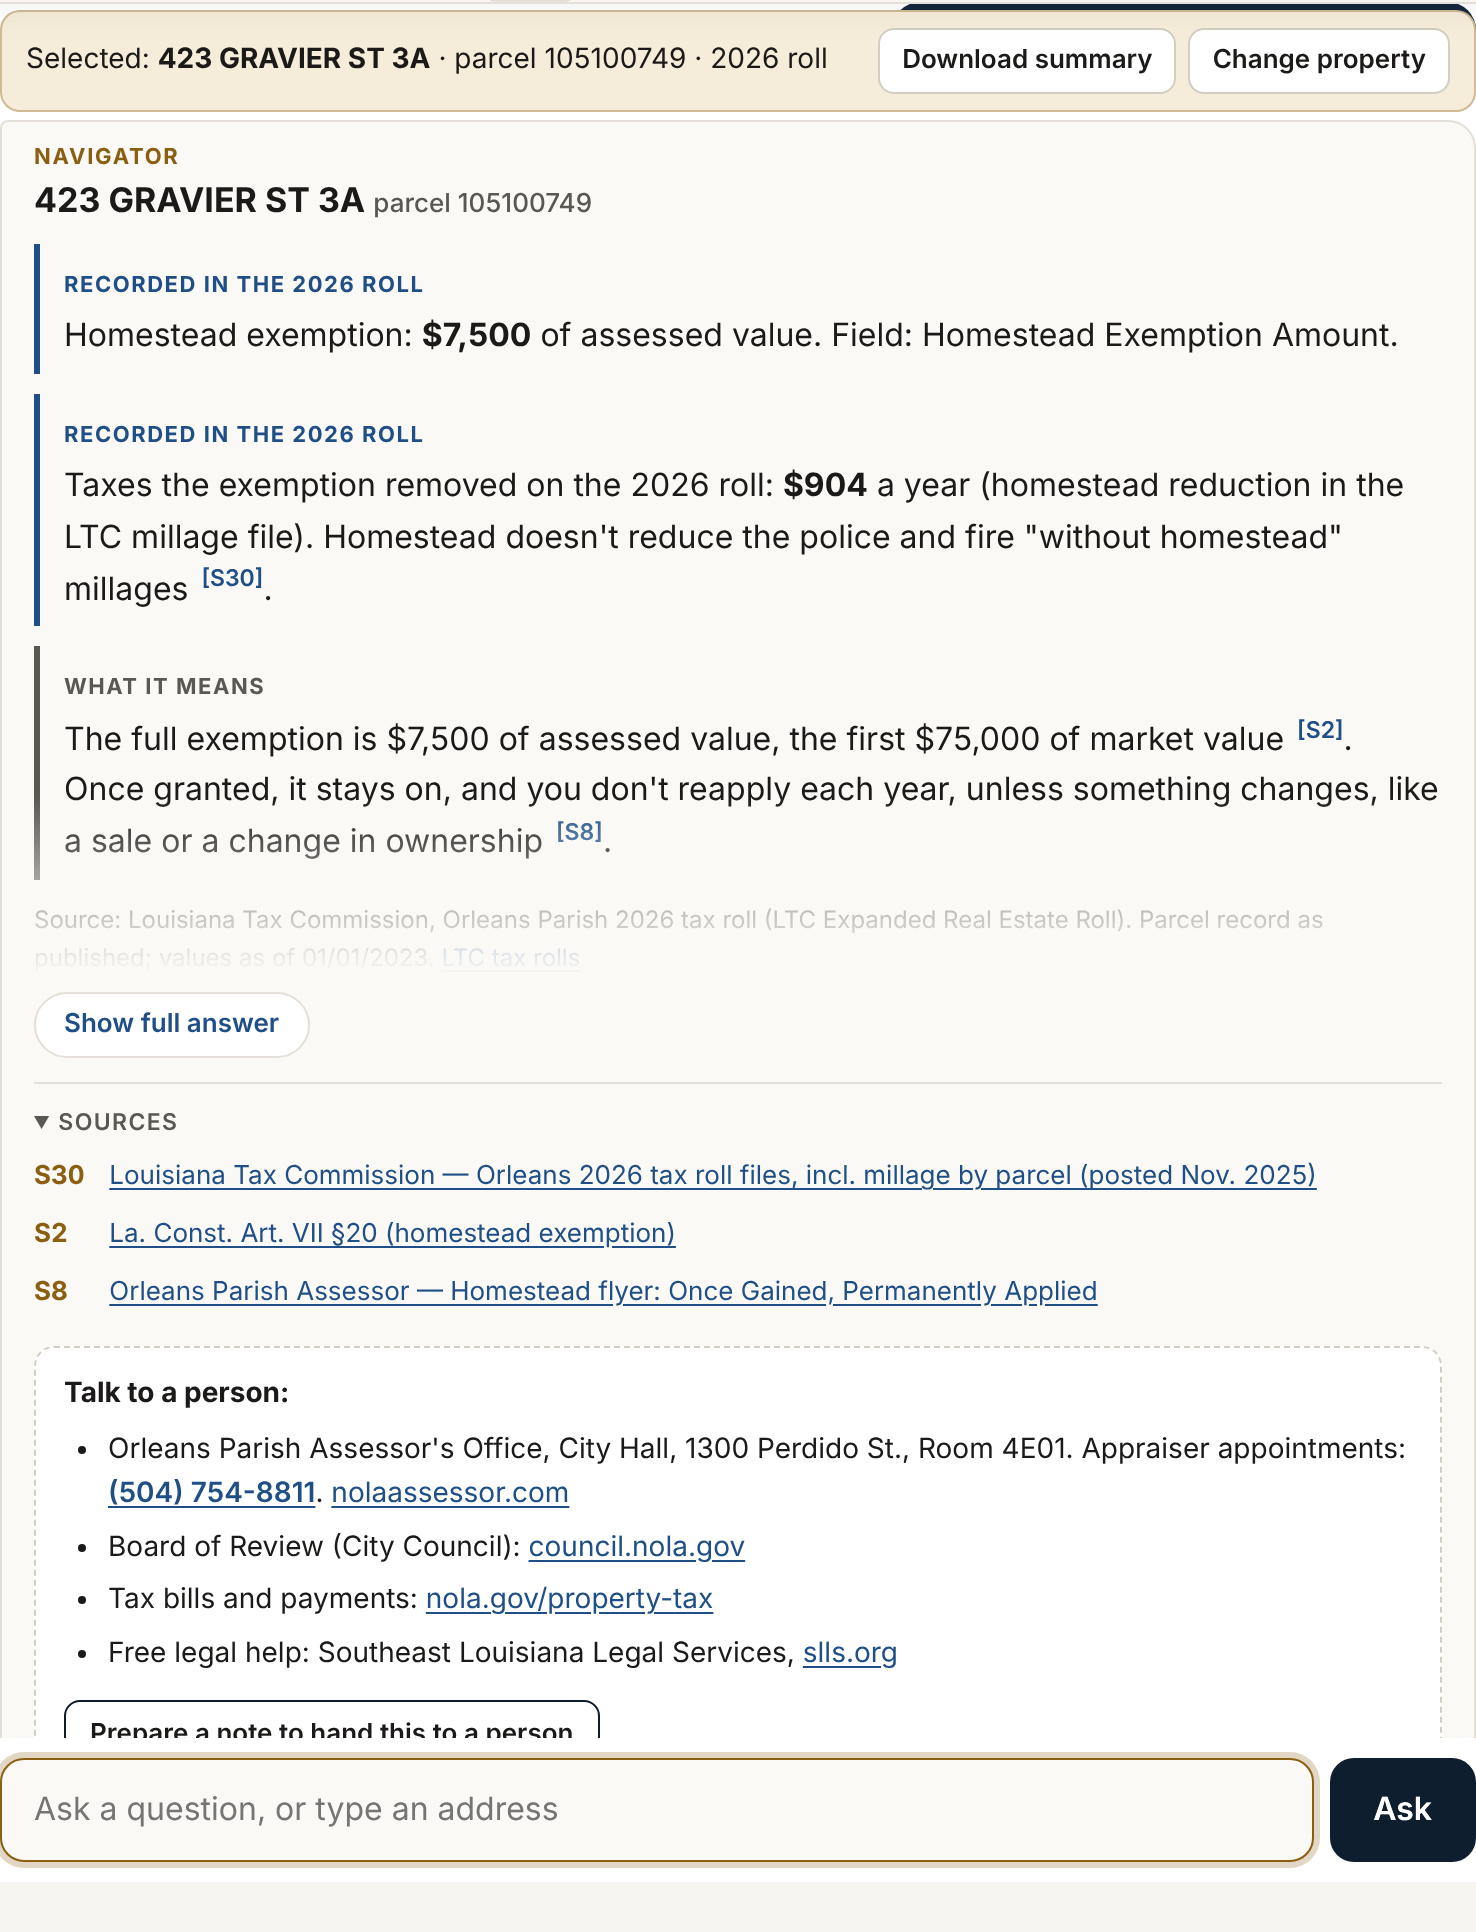 Selected: 423 GRAVIER ST 3A · parcel 105100749 · 2026 roll
Download summary
Change property
NAVIGATOR
423 GRAVIER ST 3A parcel 105100749
RECORDED IN THE 2026 ROLL
Homestead exemption: $7,500 of assessed value. Field: Homestead Exemption Amount.
RECORDED IN THE 2026 ROLL
Taxes the exemption removed on the 2026 roll: $904 a year (homestead reduction in the
LTC millage file). Homestead doesn't reduce the police and fire "without homestead"
millages [S30].
WHAT IT MEANS
The full exemption is $7,500 of assessed value, the first $75,000 of market value [S2].
Once granted, it stays on, and you don't reapply each year, unless something changes, like
a sale or a change in ownership [S8].
Source: Louisiana Tax Commission, Orleans Parish 2026 tax roll (LTC Expanded Real Estate Roll). Parcel record as
published; values as of 01/01/2023. LTC tax rolls
Show full answer
▼ SOURCES
S30 Louisiana Tax Commission — Orleans 2026 tax roll files, incl. millage by parcel (posted Nov. 2025)
S2 La. Const. Art. VII §20 (homestead exemption)
S8 Orleans Parish Assessor — Homestead flyer: Once Gained, Permanently Applied
Talk to a person:
• Orleans Parish Assessor's Office, City Hall, 1300 Perdido St., Room 4E01. Appraiser appointments:
(504) 754-8811. nolaassessor.com
• Board of Review (City Council): council.nola.gov
• Tax bills and payments: nola.gov/property-tax
• Free legal help: Southeast Louisiana Legal Services, slls.org
Prepare a note to hand this to a person
Ask a question, or type an address
Ask